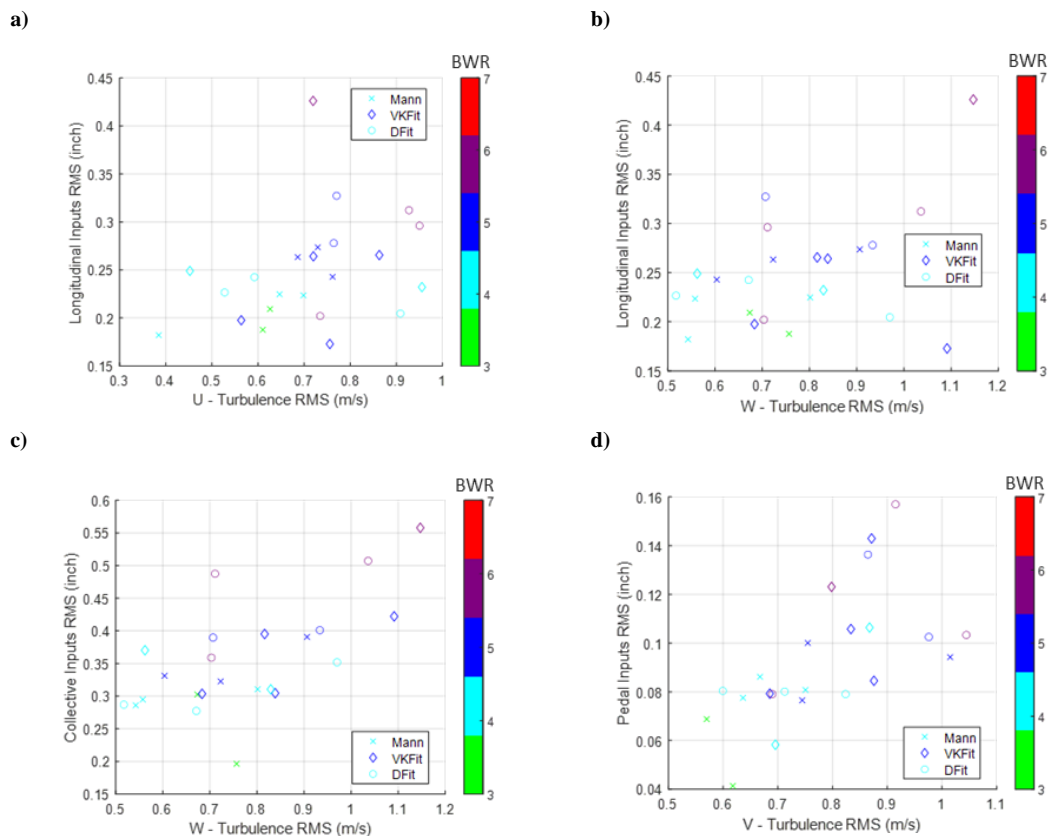 a)
BWR
0.45
0.4
0.35
0.3
0.25
0.2
0.15
Longitudinal Inputs RMS (inch)
Mann
VKFit
DFit
7
6
5
4
3
0.3 0.4 0.5 0.6 0.7 0.8 0.9 1
U - Turbulence RMS (m/s)
b)
BWR
0.45
0.4
0.35
0.3
0.25
0.2
0.15
Longitudinal Inputs RMS (inch)
Mann
VKFit
DFit
7
6
5
4
3
0.5 0.6 0.7 0.8 0.9 1 1.1 1.2
W - Turbulence RMS (m/s)
c)
BWR
0.6
0.55
0.5
0.45
0.4
0.35
0.3
0.25
0.2
0.15
Collective Inputs RMS (inch)
Mann
VKFit
DFit
7
6
5
4
3
0.5 0.6 0.7 0.8 0.9 1 1.1 1.2
W - Turbulence RMS (m/s)
d)
BWR
0.16
0.14
0.12
0.1
0.08
0.06
0.04
Pedal Inputs RMS (inch)
Mann
VKFit
DFit
7
6
5
4
3
0.5 0.6 0.7 0.8 0.9 1 1.1
V - Turbulence RMS (m/s)